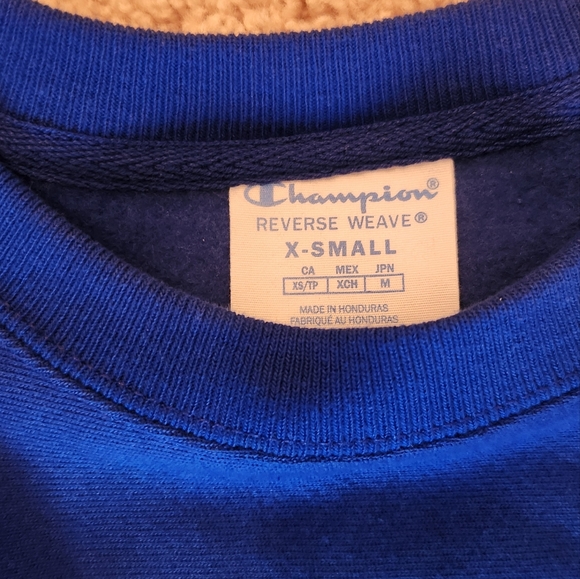 Champion®
REVERSE WEAVE®
X-SMALL
CA MEX JPN
XS/TP XCH M
MADE IN HONDURAS
FABRIQUÉ AU HONDURAS